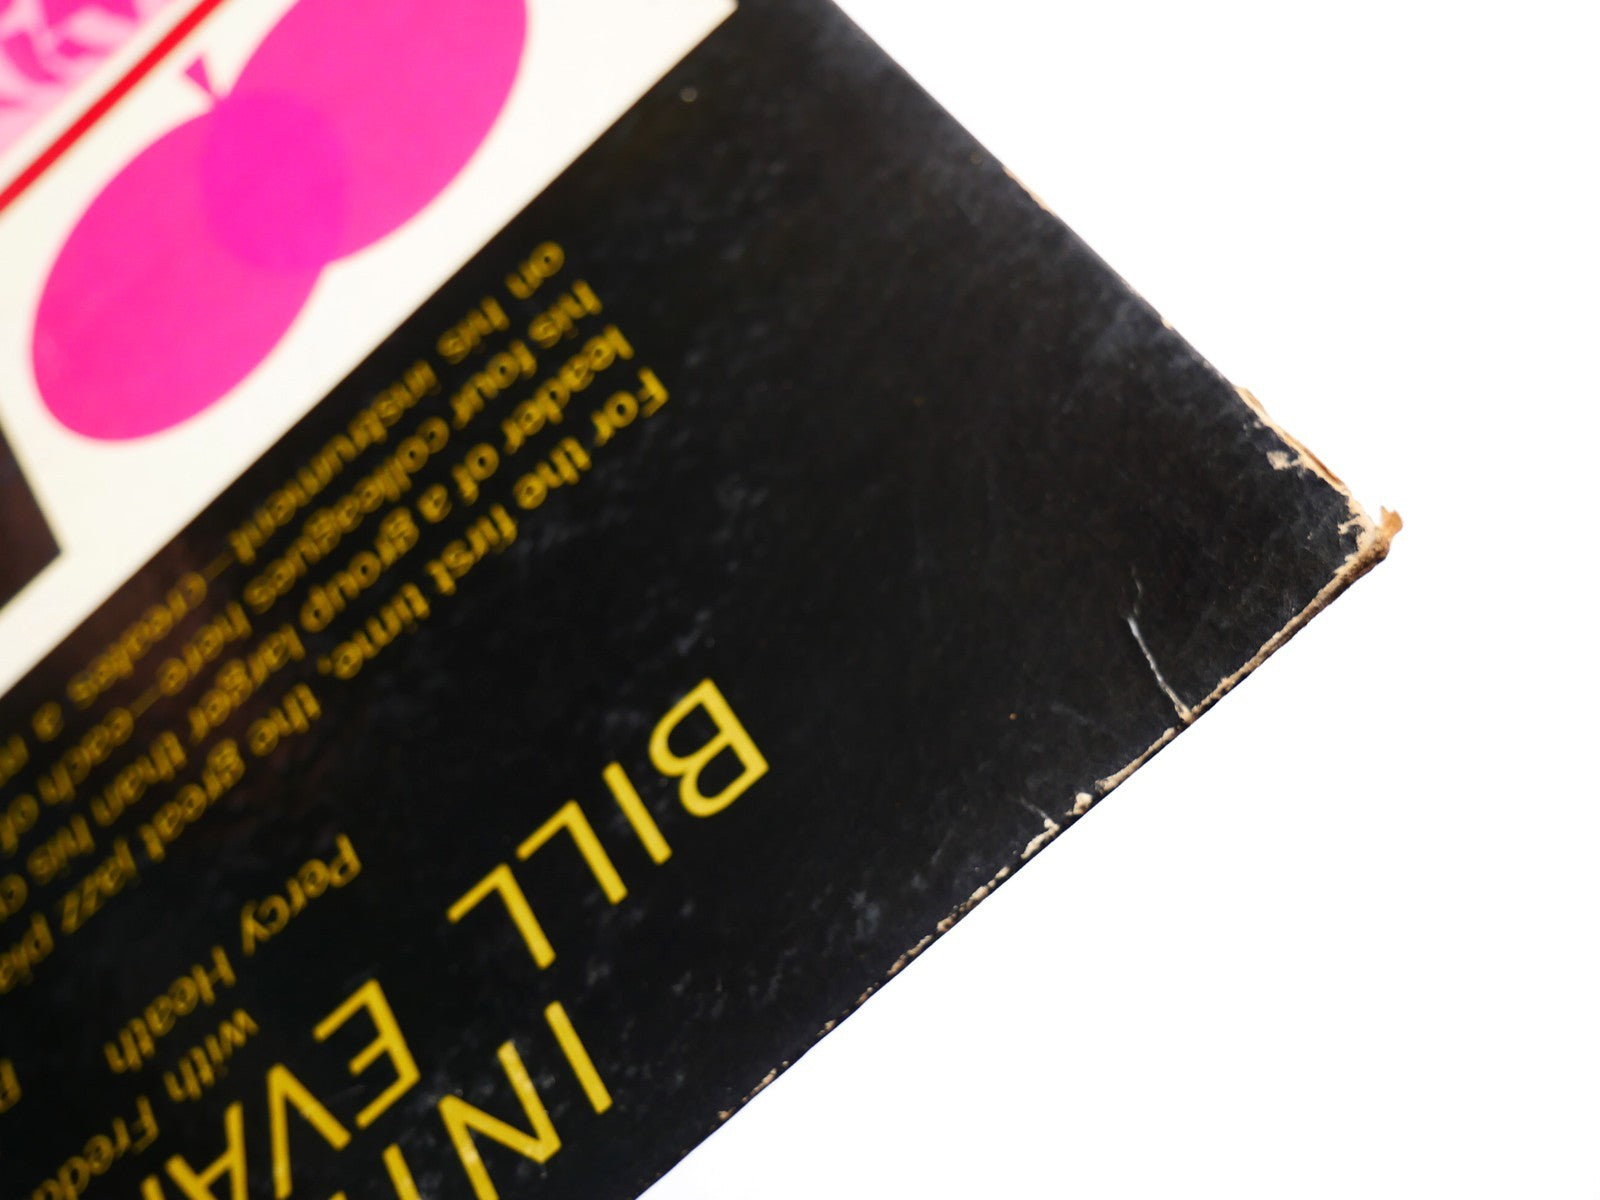 INT
BILL EVA
with Fredd
Percy Heath
For the first time, the great jazz
leader of a group larger than his
his four colleagues here—each of
on his instrument—creates a